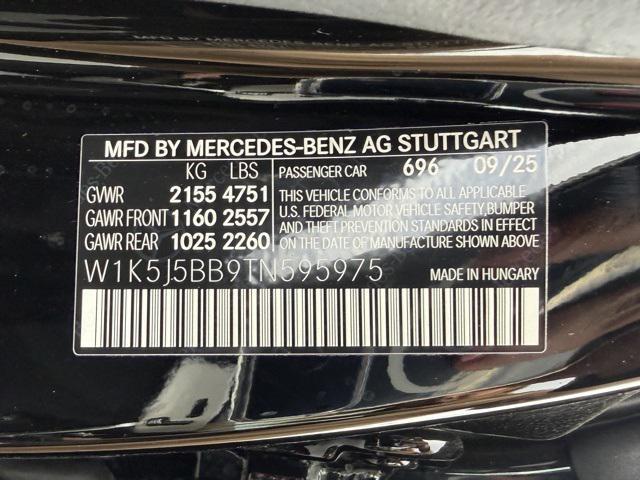 MFD BY MERCEDES-BENZ AG STUTTGART
KG LBS
GVWR 2155 4751
GAWR FRONT 1160 2557
GAWR REAR 1025 2260
PASSENGER CAR 696 09/25
THIS VEHICLE CONFORMS TO ALL APPLICABLE
U.S. FEDERAL MOTOR VEHICLE SAFETY,BUMPER
AND THEFT PREVENTION STANDARDS IN EFFECT
ON THE DATE OF MANUFACTURE SHOWN ABOVE.
W1K5J5BB9TN595975
MADE IN HUNGARY